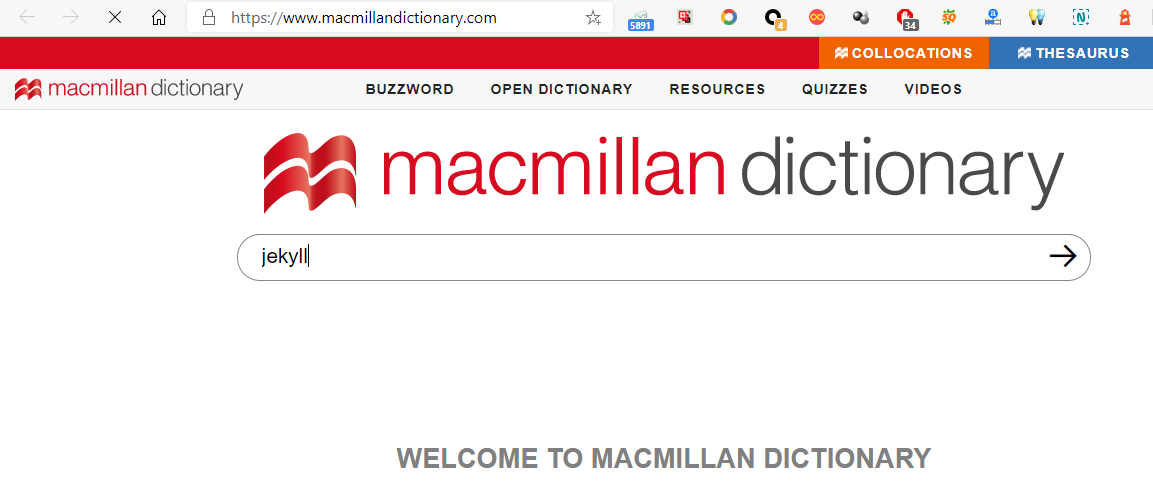 https://www.macmillandictionary.com
5891
4
34
COLLOCATIONS THESAURUS
macmillan dictionary BUZZWORD OPEN DICTIONARY RESOURCES QUIZZES VIDEOS
macmillan dictionary
jekyll
WELCOME TO MACMILLAN DICTIONARY